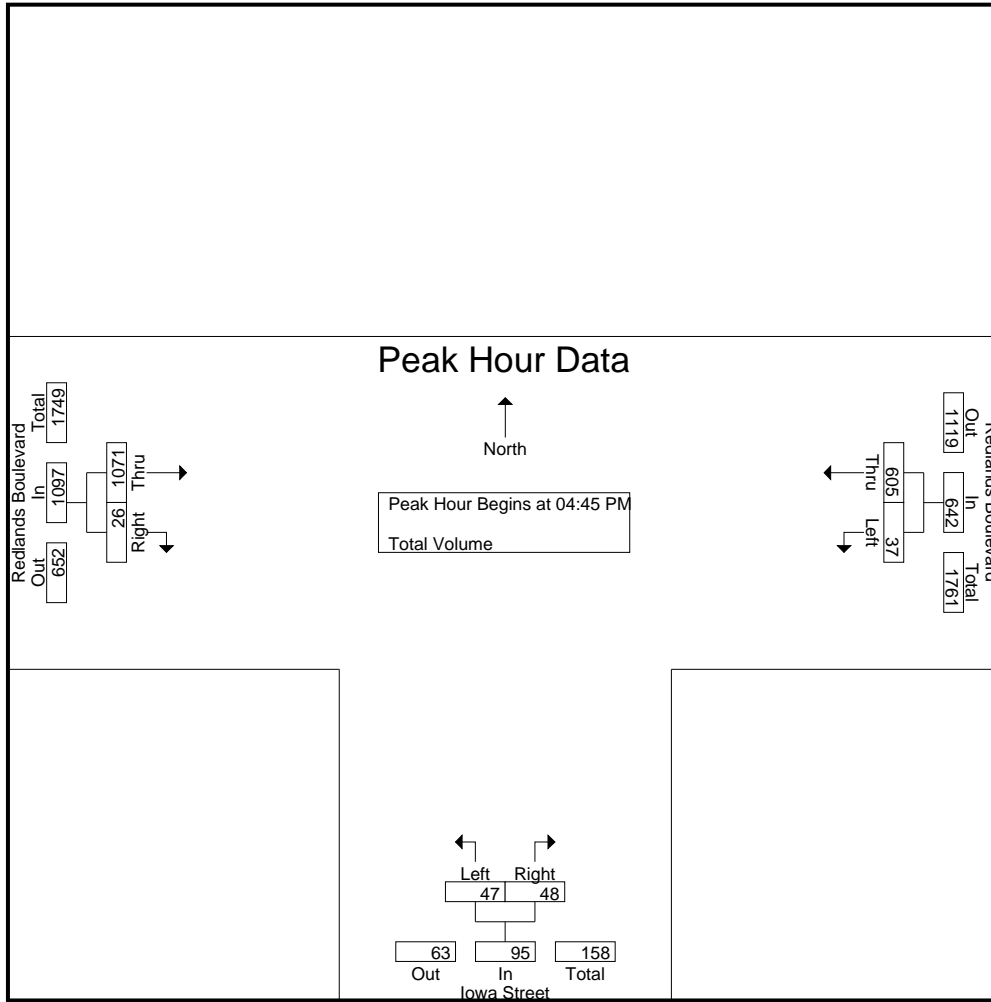 Peak Hour Data
North
Peak Hour Begins at 04:45 PM
Total Volume
Redlands Boulevard
Total
1749
In
1097
Out
652
1071
Thru
26
Right
Redlands Boulevard
Out
1119
In
642
Total
1761
605
Thru
37
Left
Left
47
Right
48
63
95
158
Out
In
Total
Iowa Street